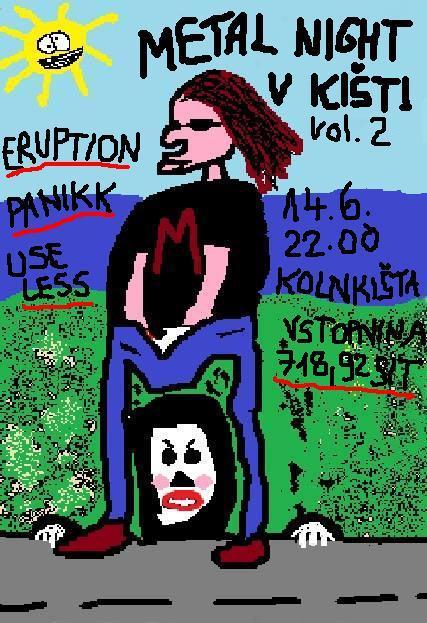 METAL NIGHT
V KIŠTI
vol. 2
ERUPTION
PANIKK
USE
LESS
M
14.6.
22.00
KOLNKIŠTA
VSTOPNINA
718,92 SIT